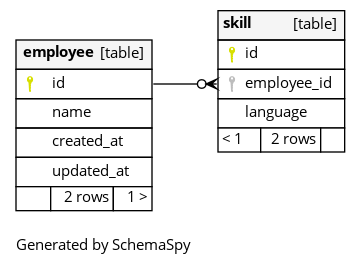 employee [table]
id
name
created_at
updated_at
2 rows 1 >
skill [table]
id
employee_id
language
< 1 2 rows
Generated by SchemaSpy